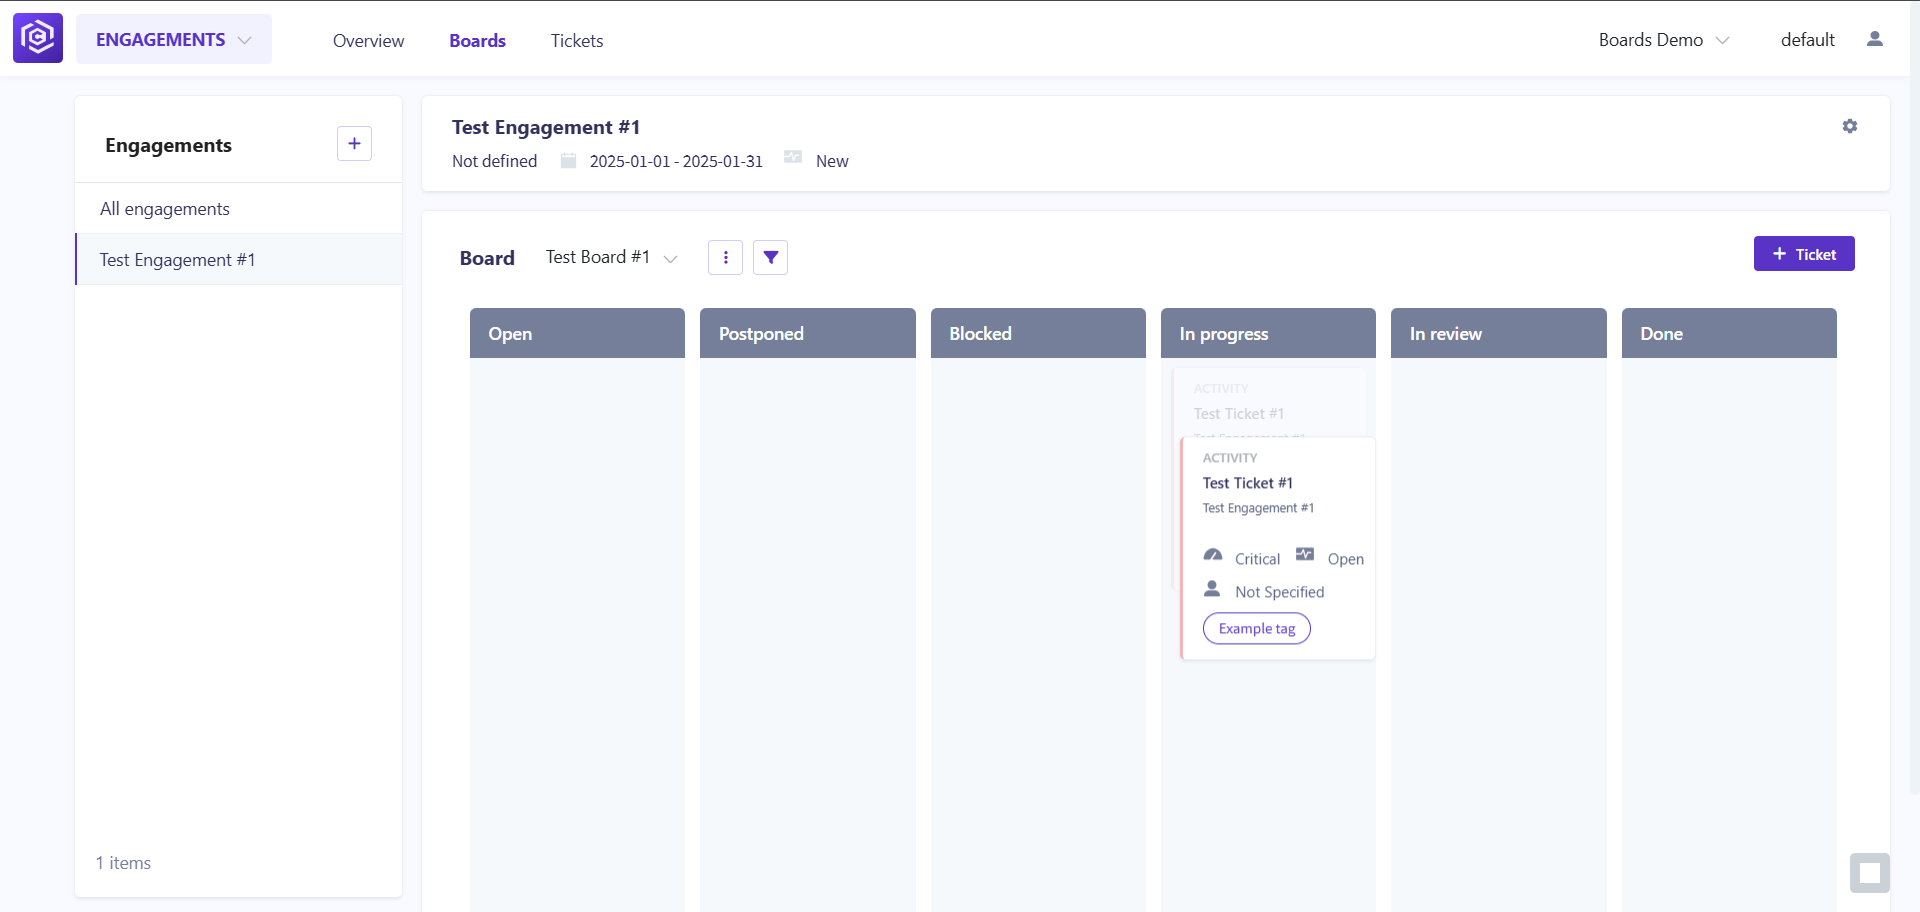 ENGAGEMENTS
Overview
Boards
Tickets
Boards Demo
default
Engagements
+
All engagements
Test Engagement #1
1 items
Test Engagement #1
Not defined
2025-01-01 - 2025-01-31
New
Board
Test Board #1
+ Ticket
Open
Postponed
Blocked
In progress
In review
Done
ACTIVITY
Test Ticket #1
Test Engagement #1
ACTIVITY
Test Ticket #1
Test Engagement #1
Critical
Open
Not Specified
Example tag